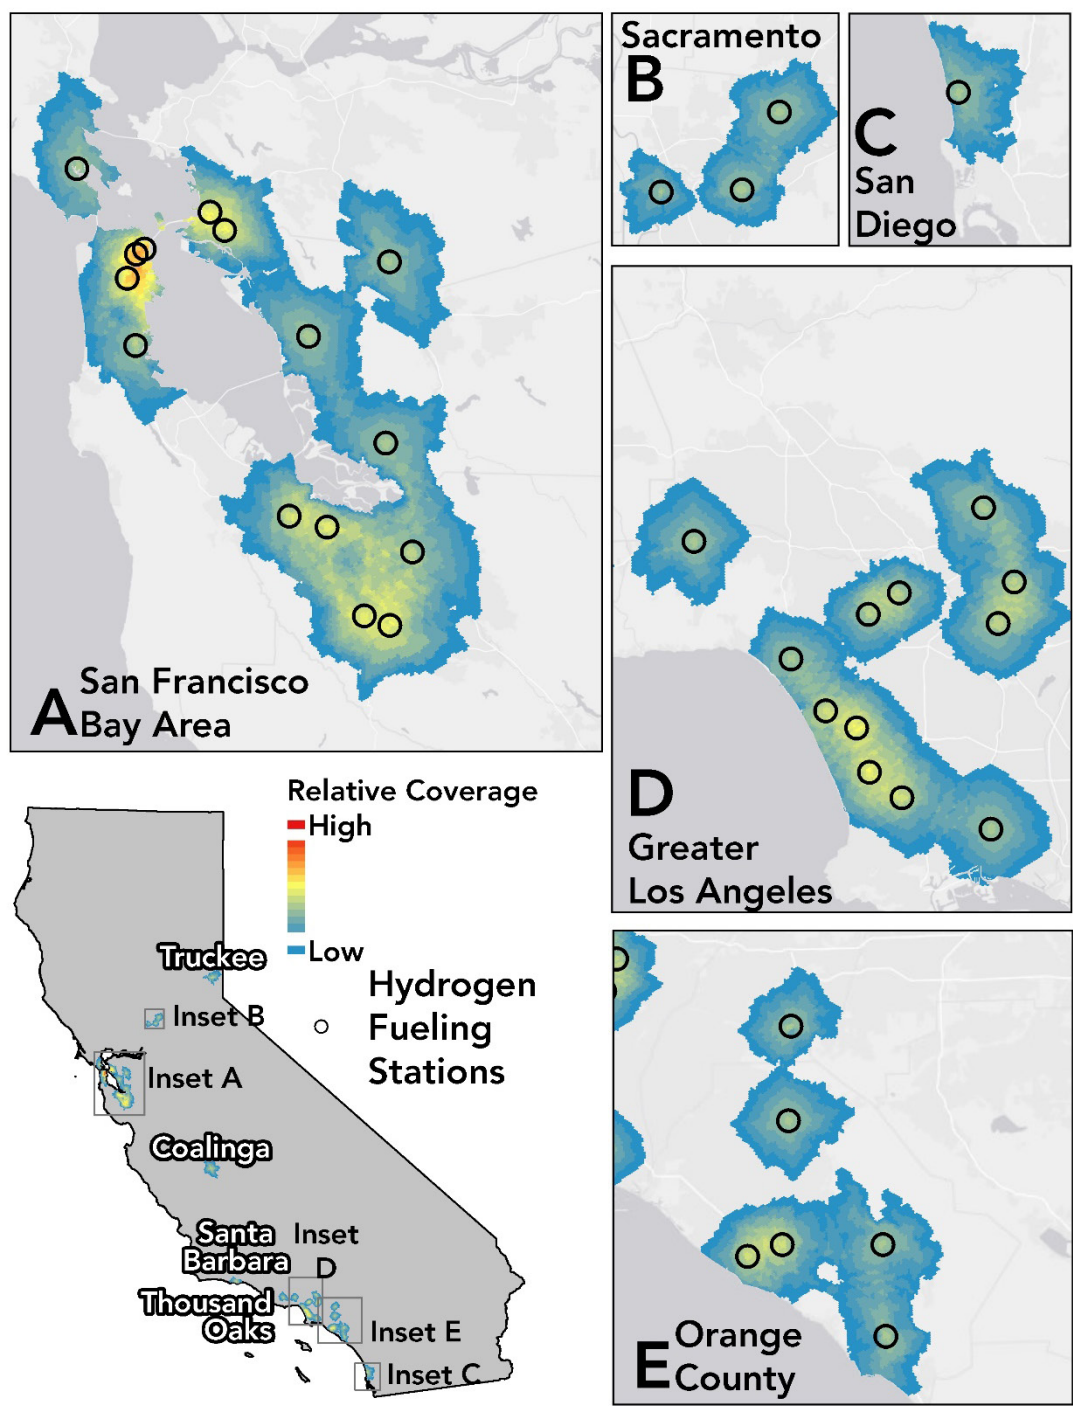 Sacramento
B
C
San
Diego
San Francisco
A Bay Area
D
Greater
Los Angeles
Relative Coverage
High
Low
Hydrogen
Fueling
Stations
Truckee
Inset B
Inset A
Coalinga
Santa
Barbara
Inset
D
Thousand
Oaks
Inset E
Inset C
Orange
E County